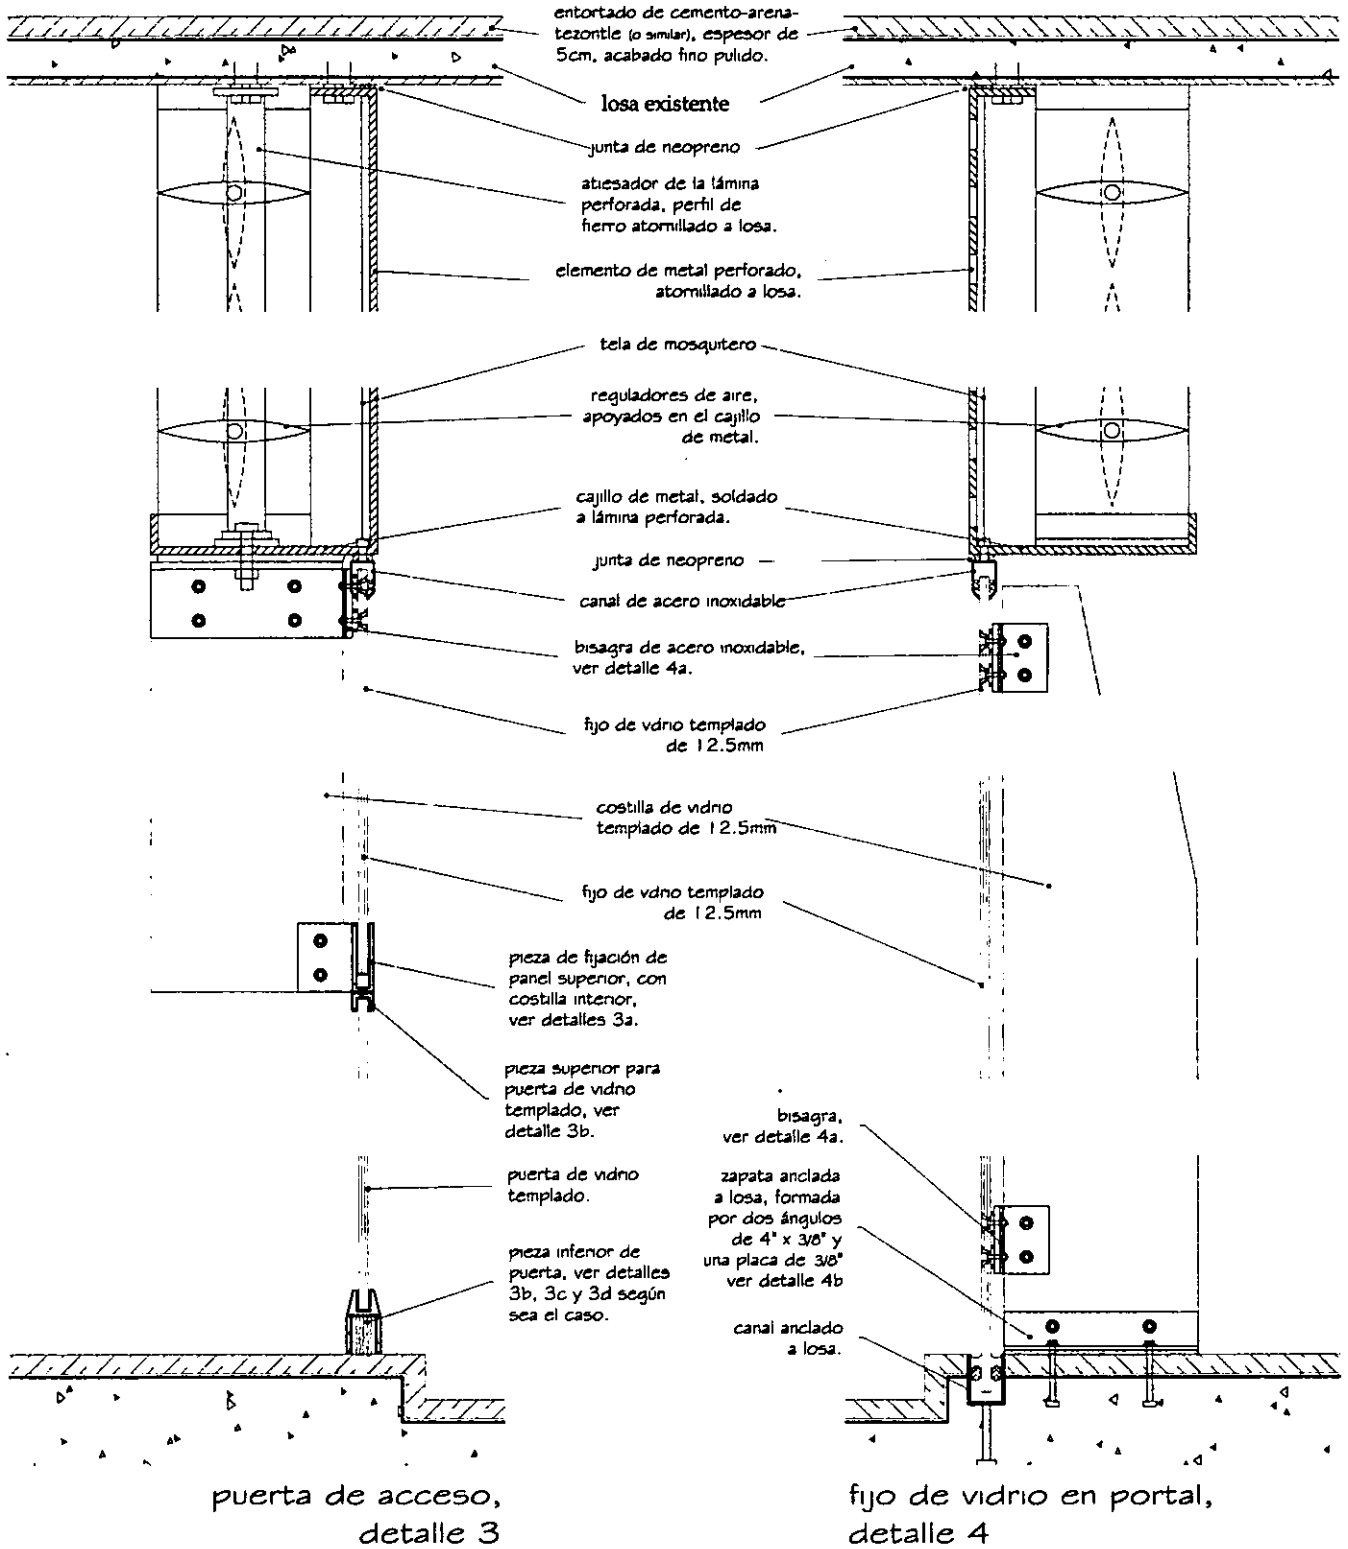 entortado de cemento-arena-
tezontle (o similar), espesor de
5cm, acabado fino pulido.
losa existente
junta de neopreno
atiesador de la lámina
perforada, perfil de
fierro atornillado a losa.
elemento de metal perforado,
atornillado a losa.
tela de mosquitero
reguladores de aire,
apoyados en el cajillo
de metal.
cajillo de metal, soldado
a lámina perforada.
junta de neopreno
canal de acero inoxidable
bisagra de acero inoxidable,
ver detalle 4a.
fijo de vidrio templado
de 12.5mm
costilla de vidrio
templado de 12.5mm
fijo de vidrio templado
de 12.5mm
pieza de fijación de
panel superior, con
costilla interior,
ver detalles 3a.
pieza superior para
puerta de vidrio
templado, ver
detalle 3b.
puerta de vidrio
templado.
pieza inferior de
puerta, ver detalles
3b, 3c y 3d según
sea el caso.
bisagra,
ver detalle 4a.
zapata anclada
a losa, formada
por dos ángulos
de 4" x 3/8" y
una placa de 3/8"
ver detalle 4b
canal anclado
a losa.
puerta de acceso,
detalle 3
fijo de vidrio en portal,
detalle 4